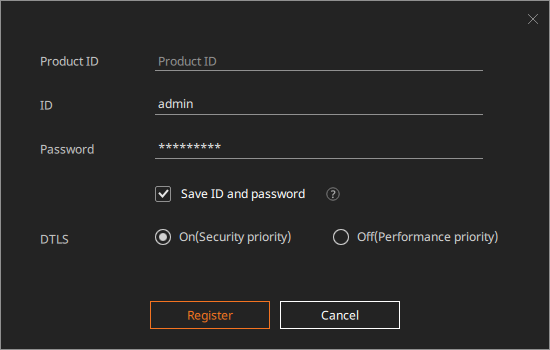 Product ID Product ID
ID admin
Password *********
Save ID and password ?
DTLS On(Security priority) Off(Performance priority)
Register Cancel